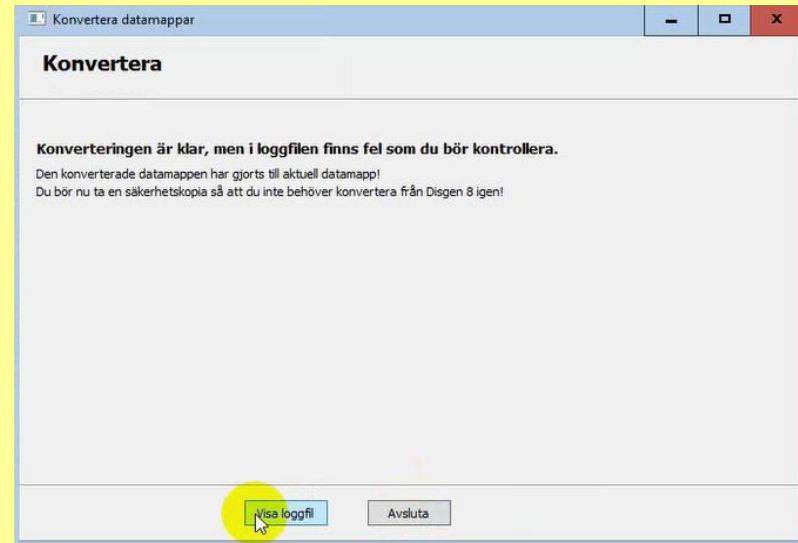 Konvertera datamappar
Konvertera
Konverteringen är klar, men i loggfilen finns fel som du bör kontrollera.
Den konverterade datamappen har gjorts till aktuell datamapp!
Du bör nu ta en säkerhetskopia så att du inte behöver konvertera från Disgen 8 igen!
Visa loggfil Avsluta